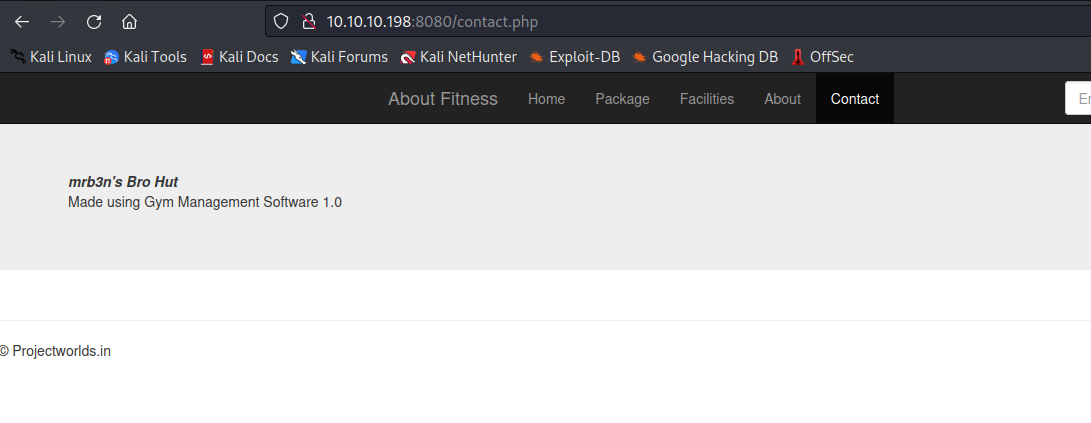 10.10.10.198:8080/contact.php
Kali Linux Kali Tools Kali Docs Kali Forums Kali NetHunter Exploit-DB Google Hacking DB OffSec
About Fitness Home Package Facilities About Contact
mrb3n's Bro Hut
Made using Gym Management Software 1.0
© Projectworlds.in